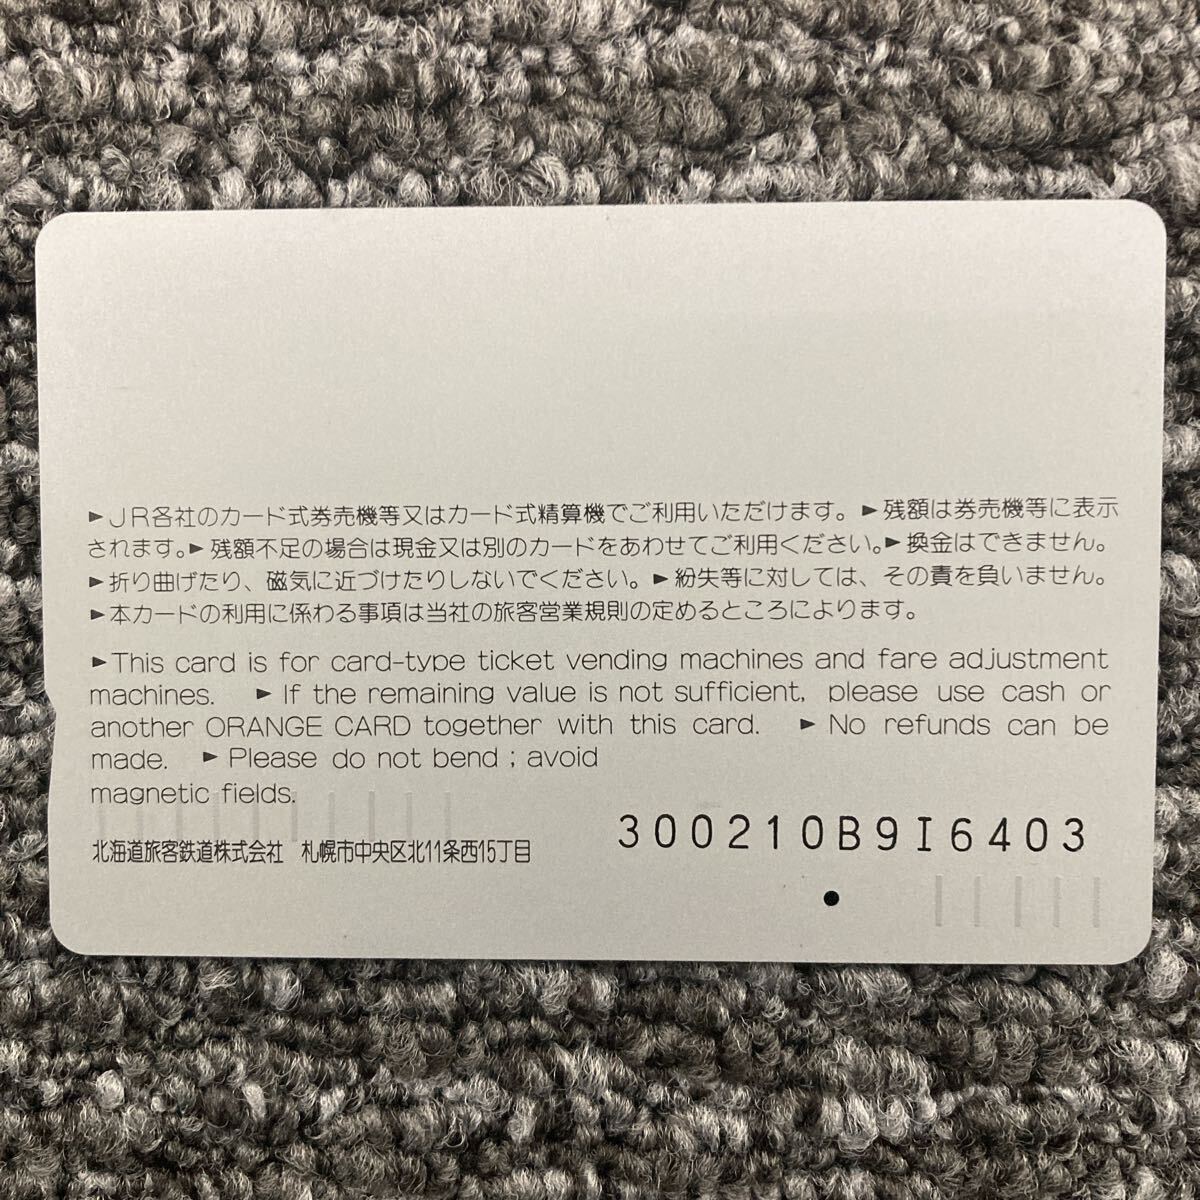 ►JR各社のカード式券売機等又はカード式精算機でご利用いただけます。►残額は券売機等に表示
されます。►残額不足の場合は現金又は別のカードをあわせてご利用ください。►換金はできません。
►折り曲げたり、磁気に近づけたりしないでください。►紛失等に対しては、その責を負いません。
►本カードの利用に係わる事項は当社の旅客営業規則の定めるところによります。
►This card is for card-type ticket vending machines and fare adjustment
machines. ►If the remaining value is not sufficient, please use cash or
another ORANGE CARD together with this card. ►No refunds can be
made. ►Please do not bend ; avoid
magnetic fields.
300210B9I6403
北海道旅客鉄道株式会社 札幌市中央区北11条西15丁目